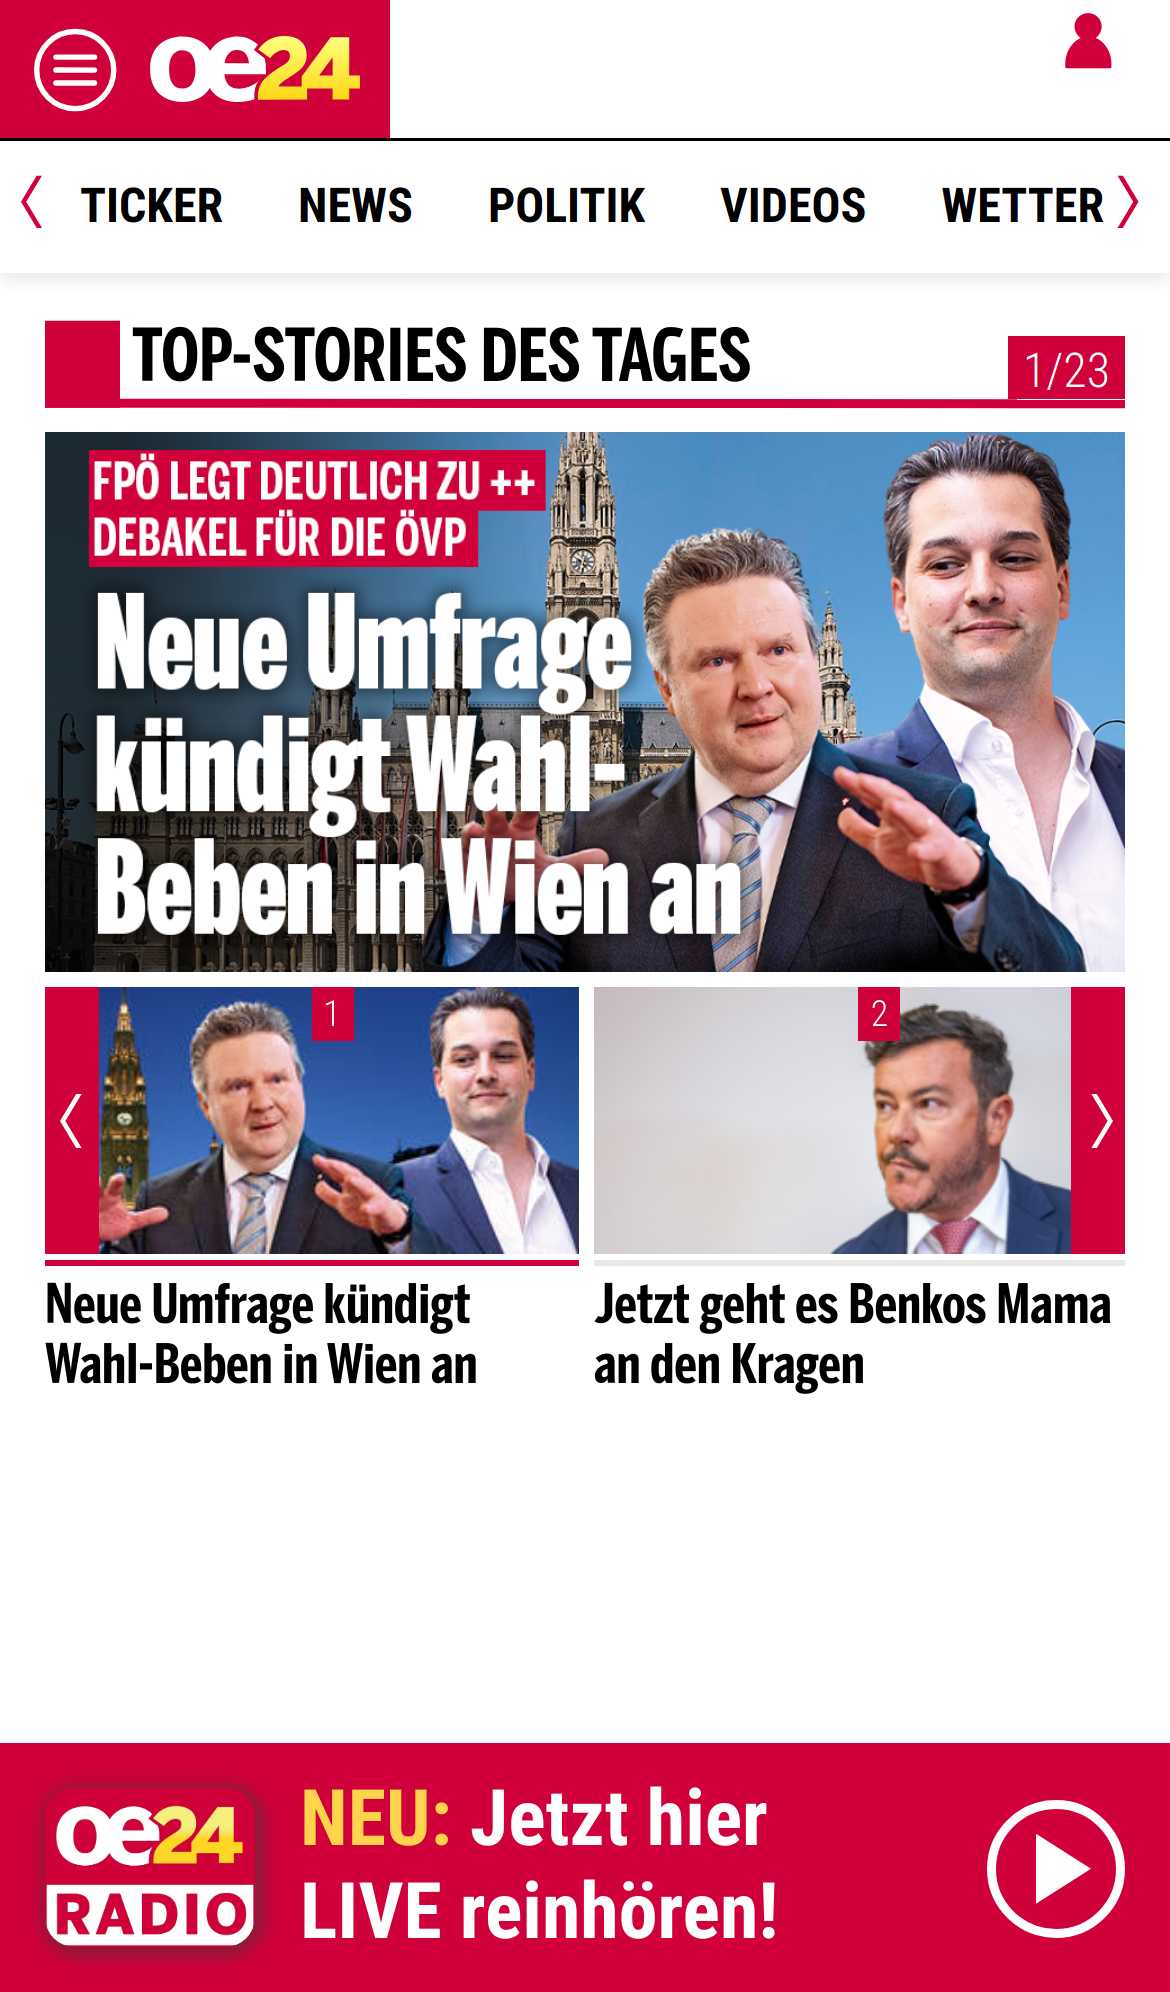 oe24
TICKER NEWS POLITIK VIDEOS WETTER
TOP-STORIES DES TAGES
1/23
FPÖ LEGT DEUTLICH ZU ++
DEBAKEL FÜR DIE ÖVP
Neue Umfrage
kündigt Wahl-
Beben in Wien an
1
2
Neue Umfrage kündigt
Wahl-Beben in Wien an
Jetzt geht es Benkos Mama
an den Kragen
oe24
RADIO
NEU: Jetzt hier
LIVE reinhören!